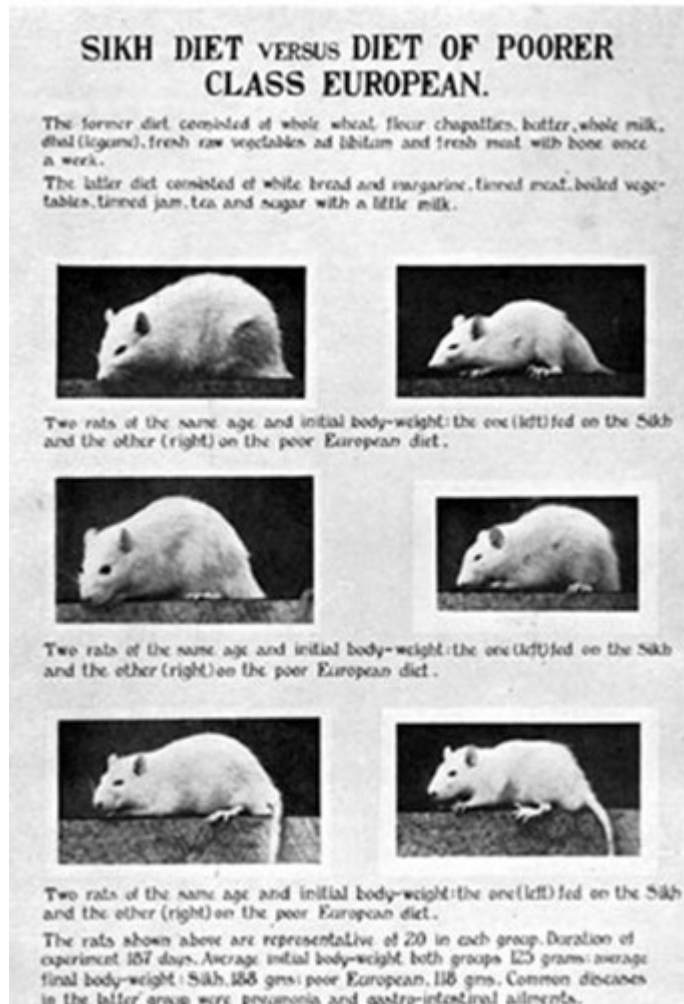 SIKH DIET VERSUS DIET OF POORER
CLASS EUROPEAN.
The former diet consisted of whole wheat flour chapatties, butter, whole milk,
dhal (legume), fresh raw vegetables ad libitum and fresh meat with bone once
a week.
The latter diet consisted of white bread and margarine, tinned meat, boiled vege-
tables, tinned jam, tea and sugar with a little milk.
Two rats of the same age and initial body-weight: the one (left) fed on the Sikh
and the other (right) on the poor European diet.
Two rats of the same age and initial body-weight: the one (left) fed on the Sikh
and the other (right) on the poor European diet.
Two rats of the same age and initial body-weight: the one (left) fed on the Sikh
and the other (right) on the poor European diet.
The rats shown above are representative of 20 in each group. Duration of
experiment 187 days. Average initial body-weight both groups 125 grams: average
final body-weight: Sikh, 188 gms: poor European, 118 gms. Common diseases
in the latter group were pneumonia and gastro-intestinal ailments.